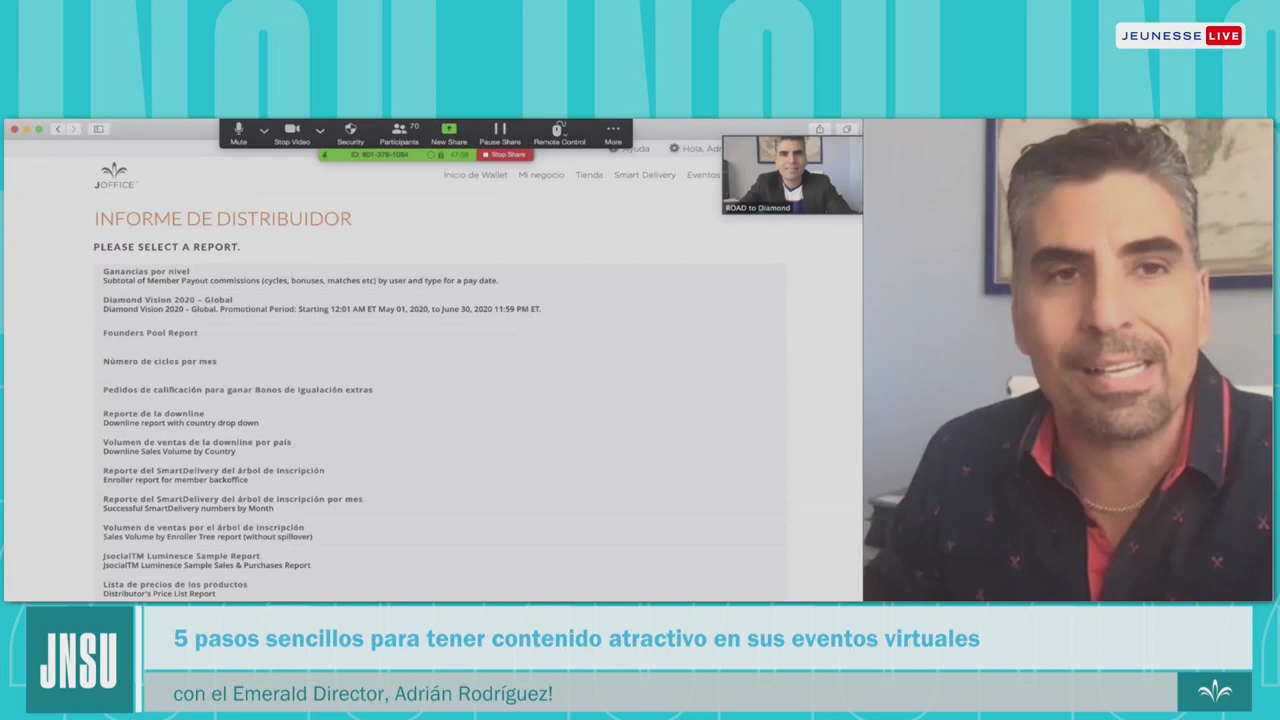 JEUNESSE LIVE
70
Mute
Stop Video
Security
Participants
New Share
Pause Share
Remote Control
More
ID: 801-376-1084
47:08
Stop Share
Ayuda
Hola, Adr
JOFFICE
Inicio de Wallet
Mi negocio
Tienda
Smart Delivery
Eventos
ROAD to Diamond
INFORME DE DISTRIBUIDOR
PLEASE SELECT A REPORT.
Ganancias por nivel
Subtotal of Member Payout commissions (cycles, bonuses, matches etc) by user and type for a pay date.
Diamond Vision 2020 – Global
Diamond Vision 2020 – Global. Promotional Period: Starting 12:01 AM ET May 01, 2020, to June 30, 2020 11:59 PM ET.
Founders Pool Report
Número de ciclos por mes
Pedidos de calificación para ganar Bonos de Igualación extras
Reporte de la downline
Downline report with country drop down
Volumen de ventas de la downline por país
Downline Sales Volume by Country
Reporte del SmartDelivery del árbol de inscripción
Enroller report for member backoffice
Reporte del SmartDelivery del árbol de inscripción por mes
Successful SmartDelivery numbers by Month
Volumen de ventas por el árbol de inscripción
Sales Volume by Enroller Tree report (without spillover)
JsocialTM Luminesce Sample Report
JsocialTM Luminesce Sample Sales & Purchases Report
Lista de precios de los productos
Distributor's Price List Report
JNSU
5 pasos sencillos para tener contenido atractivo en sus eventos virtuales
con el Emerald Director, Adrián Rodríguez!